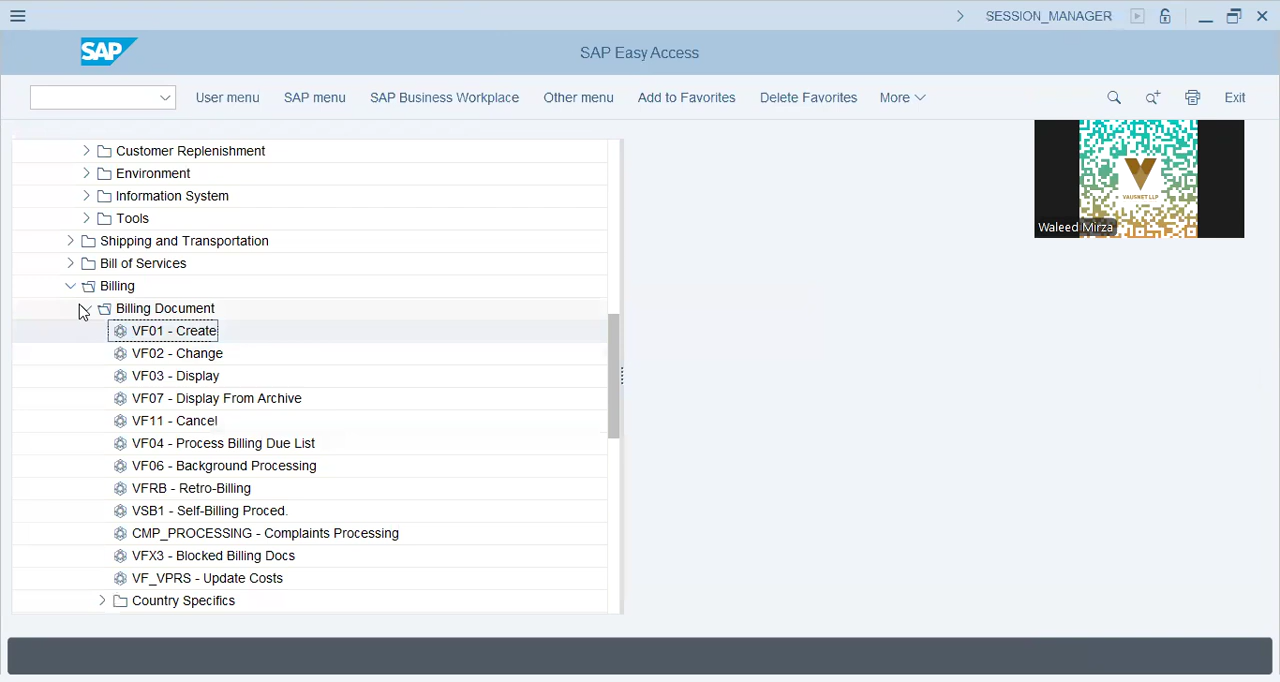 SESSION_MANAGER
SAP
SAP Easy Access
User menu SAP menu SAP Business Workplace Other menu Add to Favorites Delete Favorites More Exit
Customer Replenishment
Environment
Information System
Tools
Shipping and Transportation
Bill of Services
Billing
Billing Document
VF01 - Create
VF02 - Change
VF03 - Display
VF07 - Display From Archive
VF11 - Cancel
VF04 - Process Billing Due List
VF06 - Background Processing
VFRB - Retro-Billing
VSB1 - Self-Billing Proced.
CMP_PROCESSING - Complaints Processing
VFX3 - Blocked Billing Docs
VF_VPRS - Update Costs
Country Specifics
VAUSNET LLP
Waleed Mirza